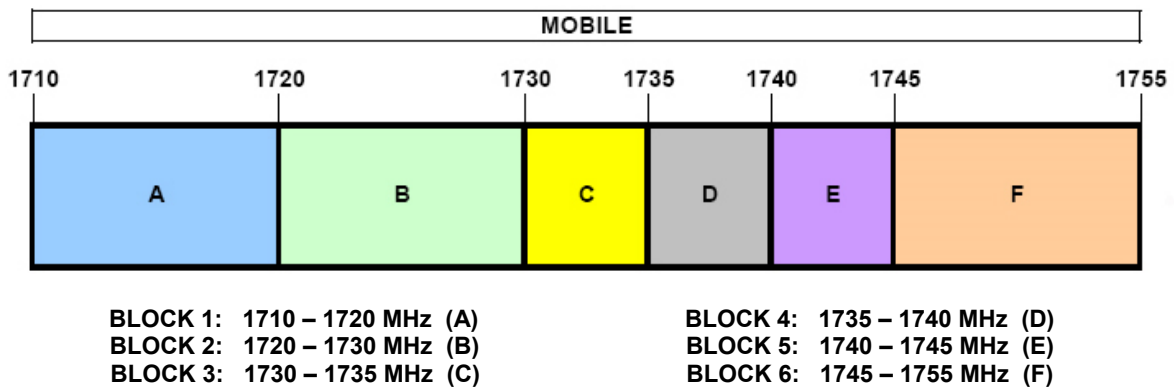 MOBILE
1710 1720 1730 1735 1740 1745 1755
A B C D E F
BLOCK 1: 1710 – 1720 MHz (A)
BLOCK 2: 1720 – 1730 MHz (B)
BLOCK 3: 1730 – 1735 MHz (C)
BLOCK 4: 1735 – 1740 MHz (D)
BLOCK 5: 1740 – 1745 MHz (E)
BLOCK 6: 1745 – 1755 MHz (F)